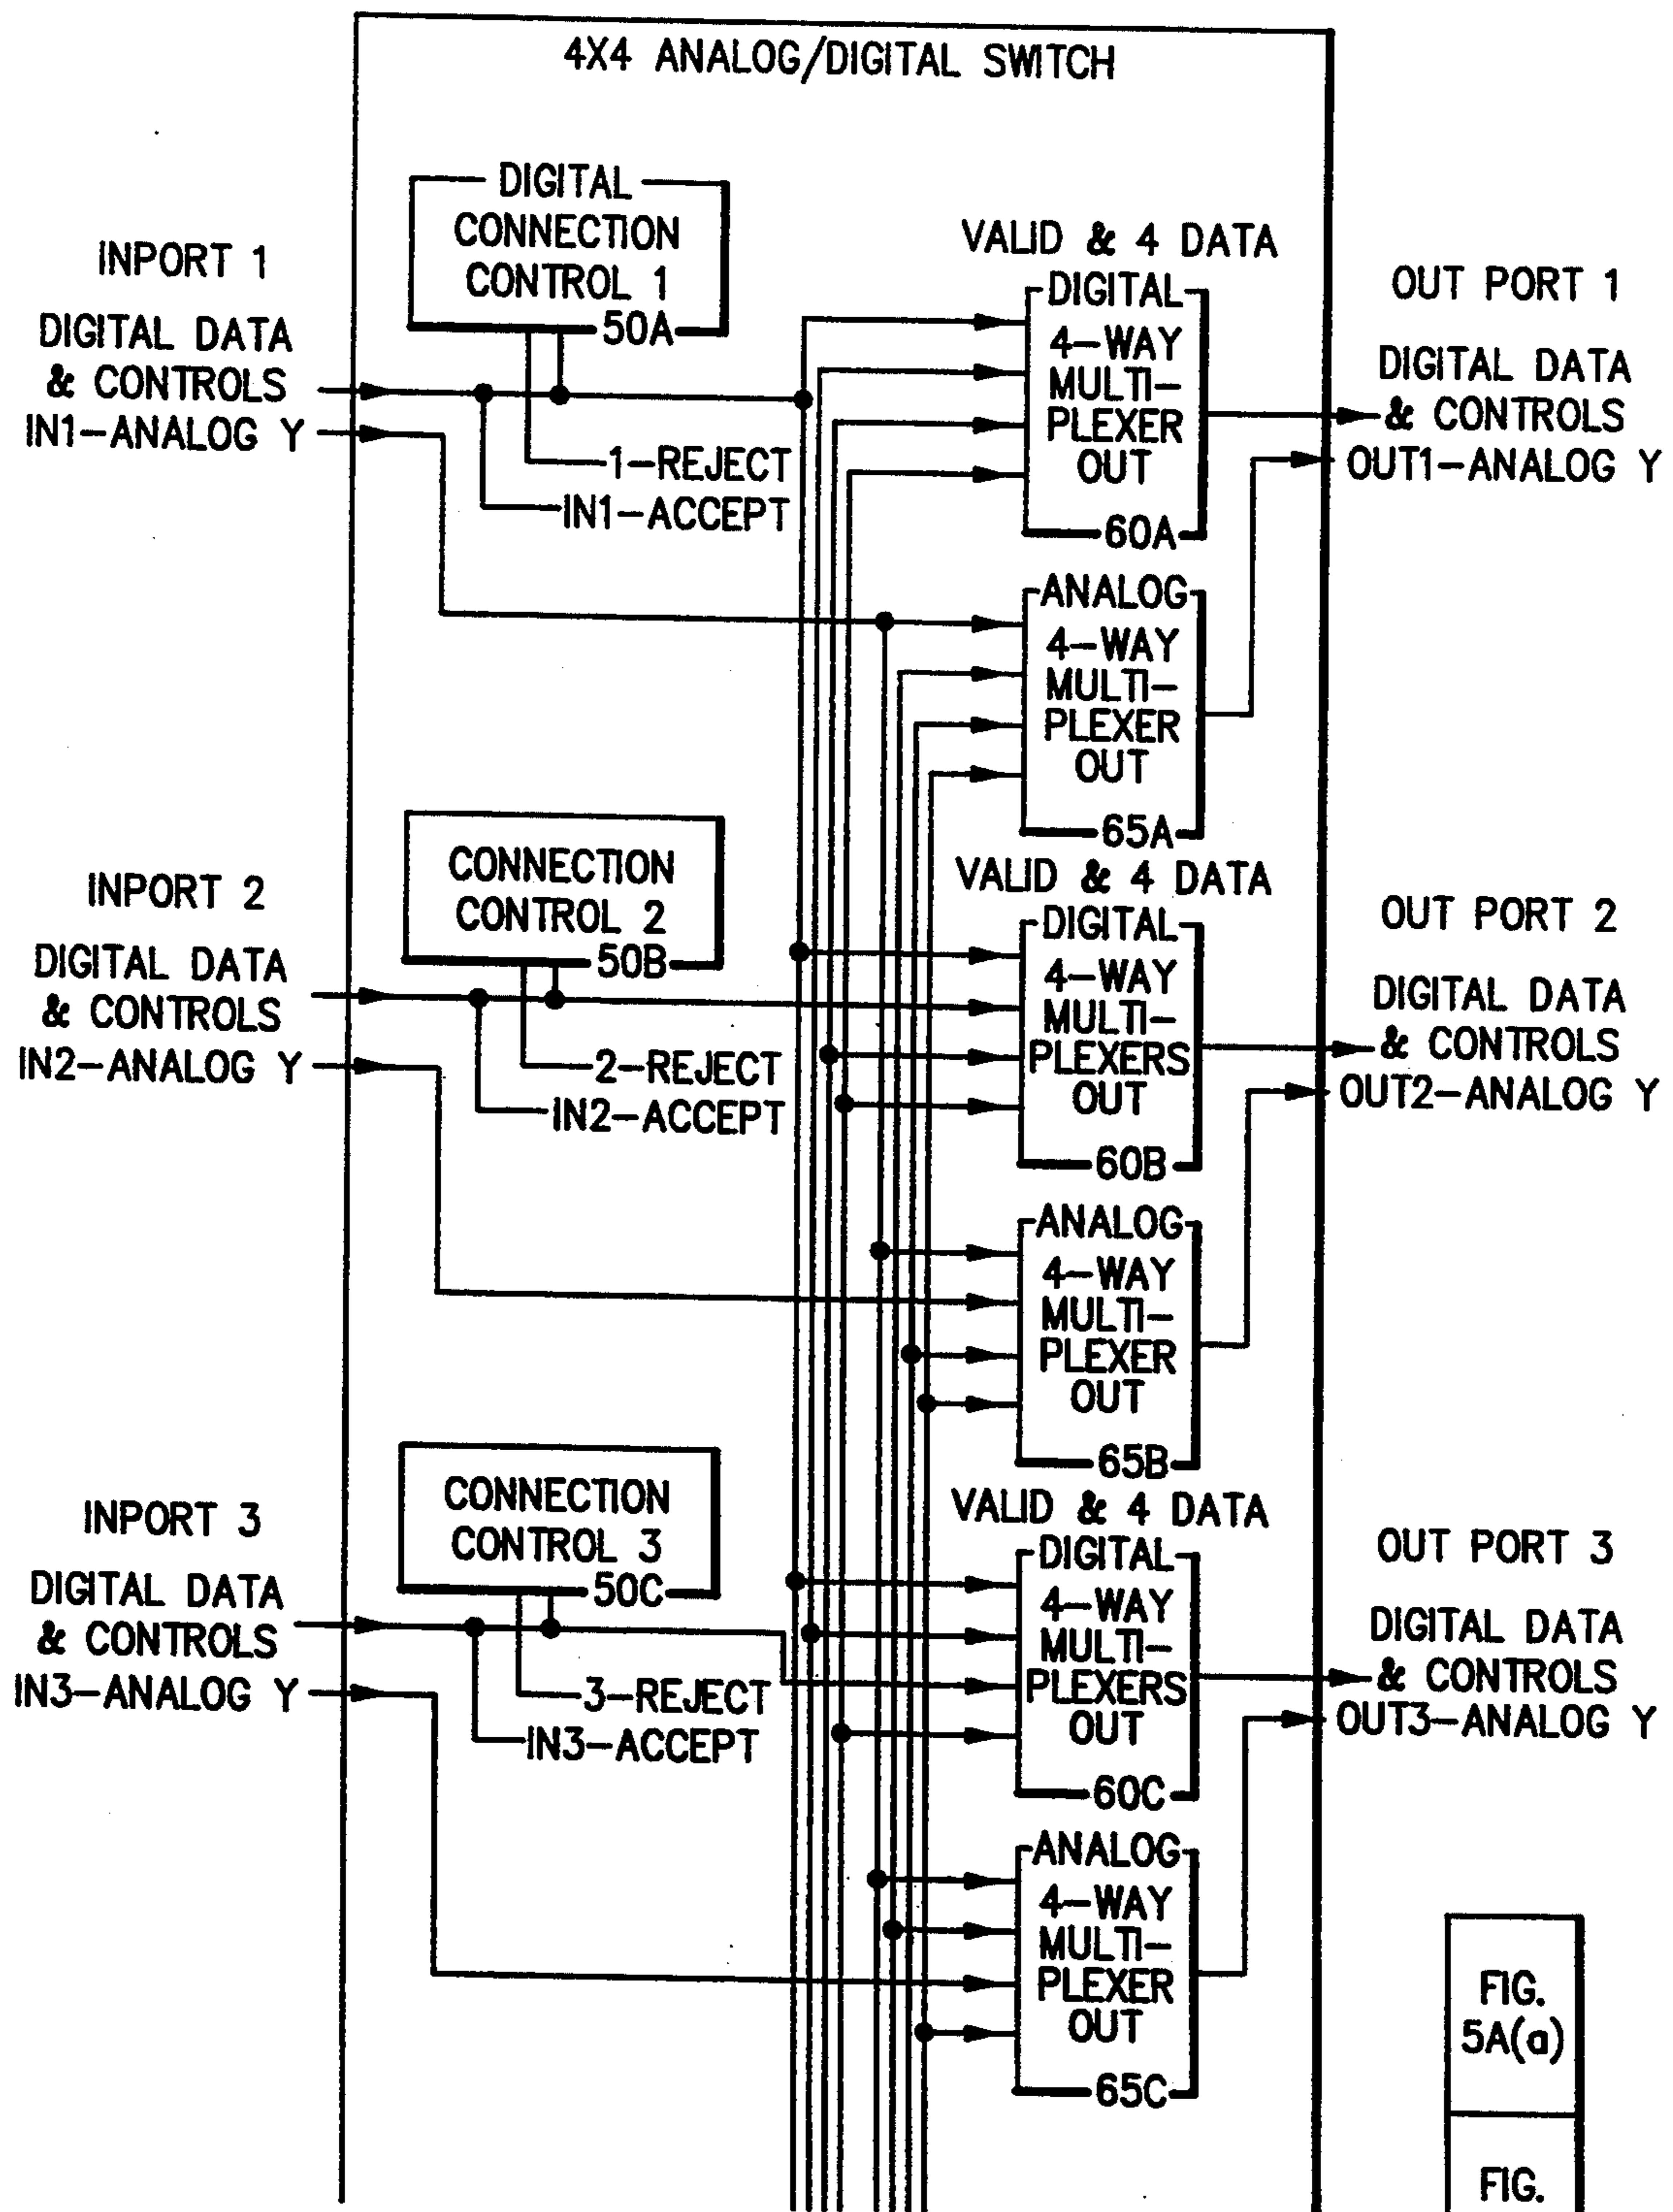 4X4 ANALOG/DIGITAL SWITCH
INPORT 1
DIGITAL DATA
& CONTROLS
IN1-ANALOG Y
DIGITAL
CONNECTION
CONTROL 1
50A
1-REJECT
IN1-ACCEPT
VALID & 4 DATA
DIGITAL
4-WAY
MULTI-
PLEXER
OUT
60A
ANALOG
4-WAY
MULTI-
PLEXER
OUT
65A
OUT PORT 1
DIGITAL DATA
& CONTROLS
OUT1-ANALOG Y
INPORT 2
DIGITAL DATA
& CONTROLS
IN2-ANALOG Y
CONNECTION
CONTROL 2
50B
2-REJECT
IN2-ACCEPT
VALID & 4 DATA
DIGITAL
4-WAY
MULTI-
PLEXERS
OUT
60B
ANALOG
4-WAY
MULTI-
PLEXER
OUT
65B
OUT PORT 2
DIGITAL DATA
& CONTROLS
OUT2-ANALOG Y
INPORT 3
DIGITAL DATA
& CONTROLS
IN3-ANALOG Y
CONNECTION
CONTROL 3
50C
3-REJECT
IN3-ACCEPT
VALID & 4 DATA
DIGITAL
4-WAY
MULTI-
PLEXERS
OUT
60C
ANALOG
4-WAY
MULTI-
PLEXER
OUT
65C
OUT PORT 3
DIGITAL DATA
& CONTROLS
OUT3-ANALOG Y
FIG.
5A(a)
FIG.